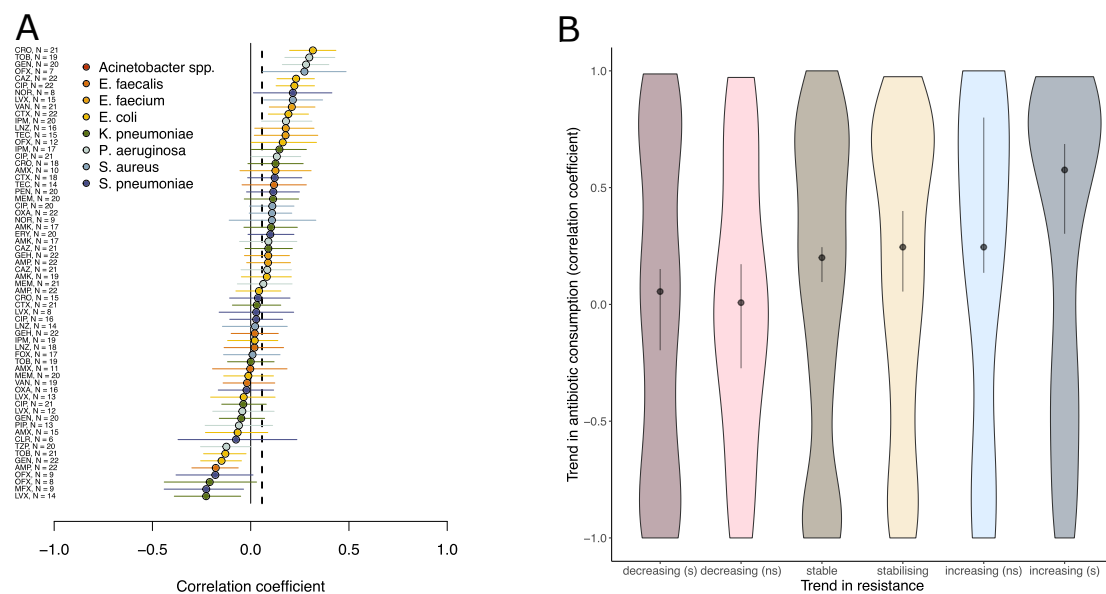 A
CRO, N = 21
TOB, N = 19
GEN, N = 20
OFX, N = 7
CAZ, N = 22
CIP, N = 22
NOR, N = 8
LVX, N = 15
VAN, N = 21
CTX, N = 22
IPM, N = 20
LNZ, N = 16
TEC, N = 15
OFX, N = 12
IPM, N = 17
CIP, N = 21
CRO, N = 18
AMX, N = 10
CTX, N = 18
TEC, N = 14
PEN, N = 20
MEM, N = 20
CIP, N = 20
OXA, N = 22
NOR, N = 9
AMK, N = 17
ERY, N = 20
AMK, N = 17
CAZ, N = 21
GEH, N = 22
AMP, N = 22
CAZ, N = 21
AMK, N = 19
MEM, N = 21
AMP, N = 22
CRO, N = 15
CTX, N = 21
LVX, N = 8
CIP, N = 16
LNZ, N = 14
GEH, N = 22
IPM, N = 19
LNZ, N = 18
FOX, N = 17
TOB, N = 19
AMX, N = 11
MEM, N = 20
VAN, N = 19
OXA, N = 16
LVX, N = 13
CIP, N = 21
LVX, N = 12
GEN, N = 20
PIP, N = 13
AMX, N = 15
CLR, N = 6
TZP, N = 20
TOB, N = 21
GEN, N = 22
AMP, N = 22
OFX, N = 9
OFX, N = 8
MFX, N = 9
LVX, N = 14
Acinetobacter spp.
E. faecalis
E. faecium
E. coli
K. pneumoniae
P. aeruginosa
S. aureus
S. pneumoniae
−1.0 −0.5 0.0 0.5 1.0
Correlation coefficient
B
Trend in antibiotic consumption (correlation coefficient)
1.0
0.5
0.0
−0.5
−1.0
decreasing (s) decreasing (ns) stable stabilising increasing (ns) increasing (s)
Trend in resistance